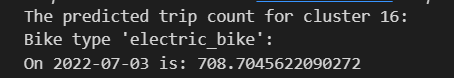 The predicted trip count for cluster 16:
Bike type 'electric_bike':
On 2022-07-03 is: 708.7045622090272